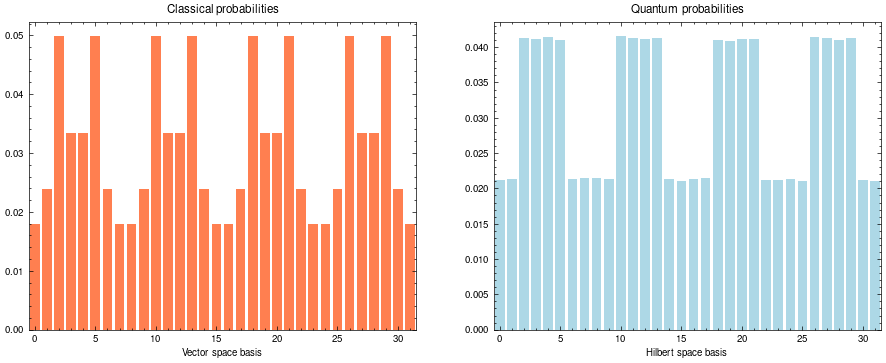 Classical probabilities
0.05
0.04
0.03
0.02
0.01
0.00
0 5 10 15 20 25 30
Vector space basis
Quantum probabilities
0.040
0.035
0.030
0.025
0.020
0.015
0.010
0.005
0.000
0 5 10 15 20 25 30
Hilbert space basis